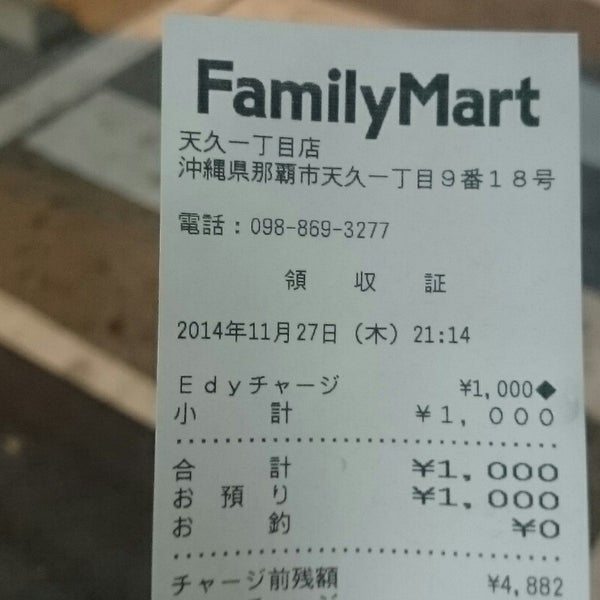 FamilyMart
天久一丁目店
沖縄県那覇市天久一丁目9番18号
電話：098-869-3277
領 収 証
2014年11月27日（木）21:14
Edyチャージ ¥1,000◆
小 計 ¥1,000
合 計 ¥1,000
お 預 り ¥1,000
お 釣 ¥0
チャージ前残額 ¥4,882